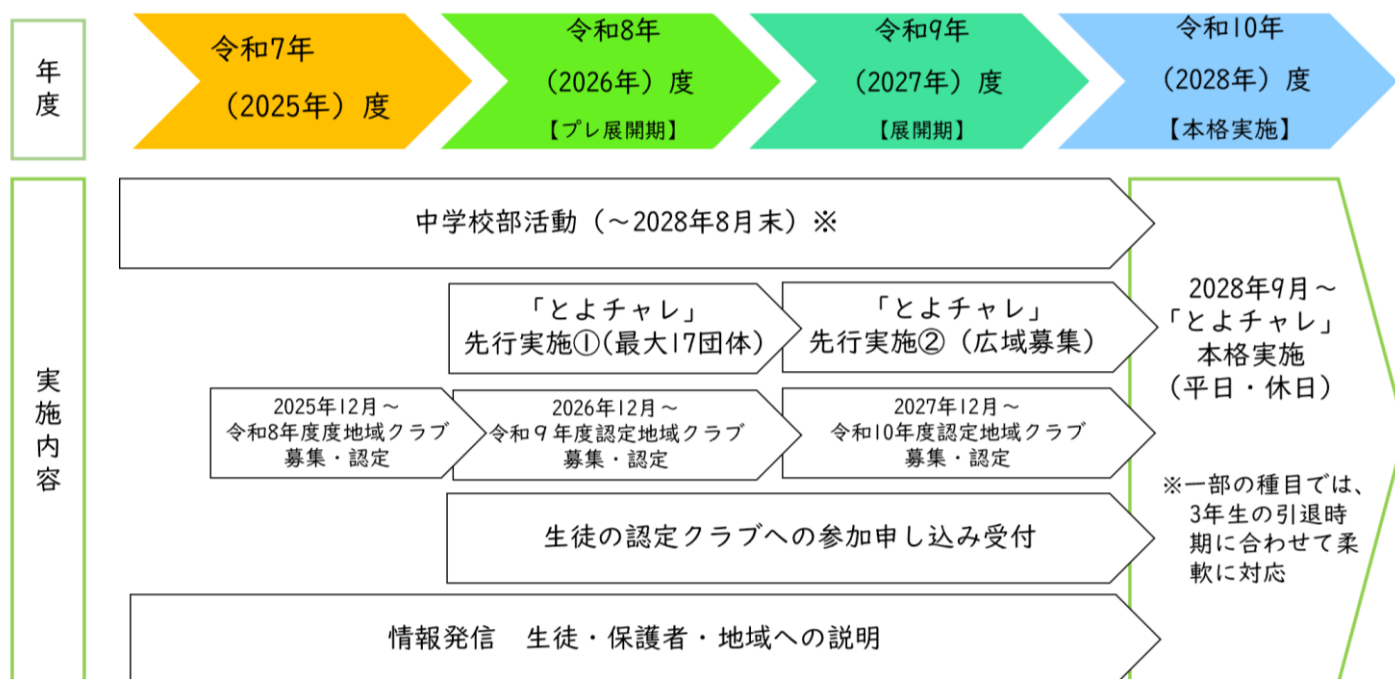 年度
令和7年
（2025年）度
令和8年
（2026年）度
【プレ展開期】
令和9年
（2027年）度
【展開期】
令和10年
（2028年）度
【本格実施】
実施内容
中学校部活動（～2028年8月末）※
「とよチャレ」
先行実施①(最大17団体)
「とよチャレ」
先行実施②（広域募集）
2025年12月～
令和8年度度地域クラブ
募集・認定
2026年12月～
令和９年度認定地域クラブ
募集・認定
2027年12月～
令和10年度認定地域クラブ
募集・認定
生徒の認定クラブへの参加申し込み受付
情報発信　生徒・保護者・地域への説明
2028年9月～
「とよチャレ」
本格実施
（平日・休日）
※一部の種目では、
3年生の引退時
期に合わせて柔
軟に対応